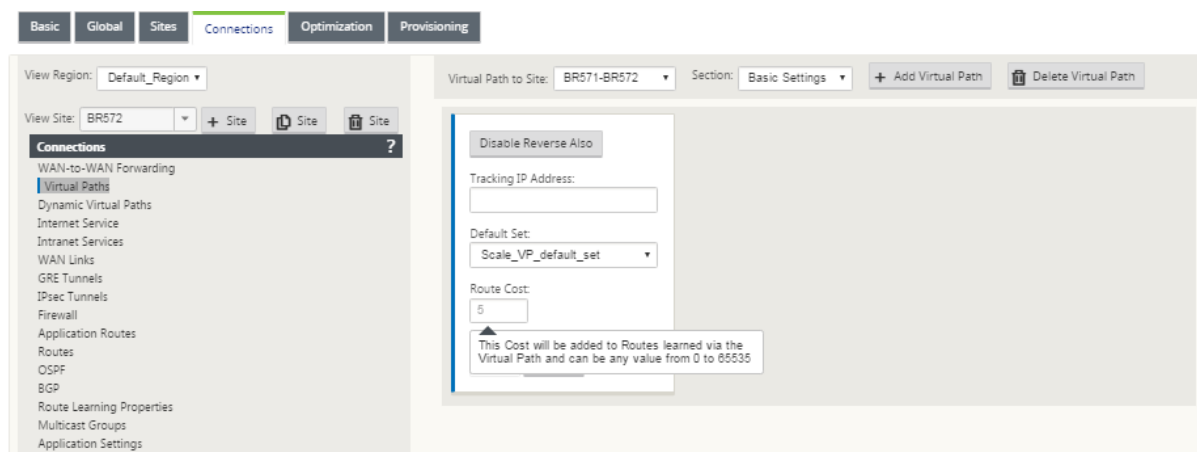 Basic Global Sites Connections Optimization Provisioning
View Region: Default_Region
Virtual Path to Site: BR571-BR572 Section: Basic Settings + Add Virtual Path Delete Virtual Path
View Site: BR572 + Site Site Site
Connections ?
WAN-to-WAN Forwarding
Virtual Paths
Dynamic Virtual Paths
Internet Service
Intranet Services
WAN Links
GRE Tunnels
IPsec Tunnels
Firewall
Application Routes
Routes
OSPF
BGP
Route Learning Properties
Multicast Groups
Application Settings
Disable Reverse Also
Tracking IP Address:
Default Set:
Scale_VP_default_set
Route Cost:
5
This Cost will be added to Routes learned via the
Virtual Path and can be any value from 0 to 65535